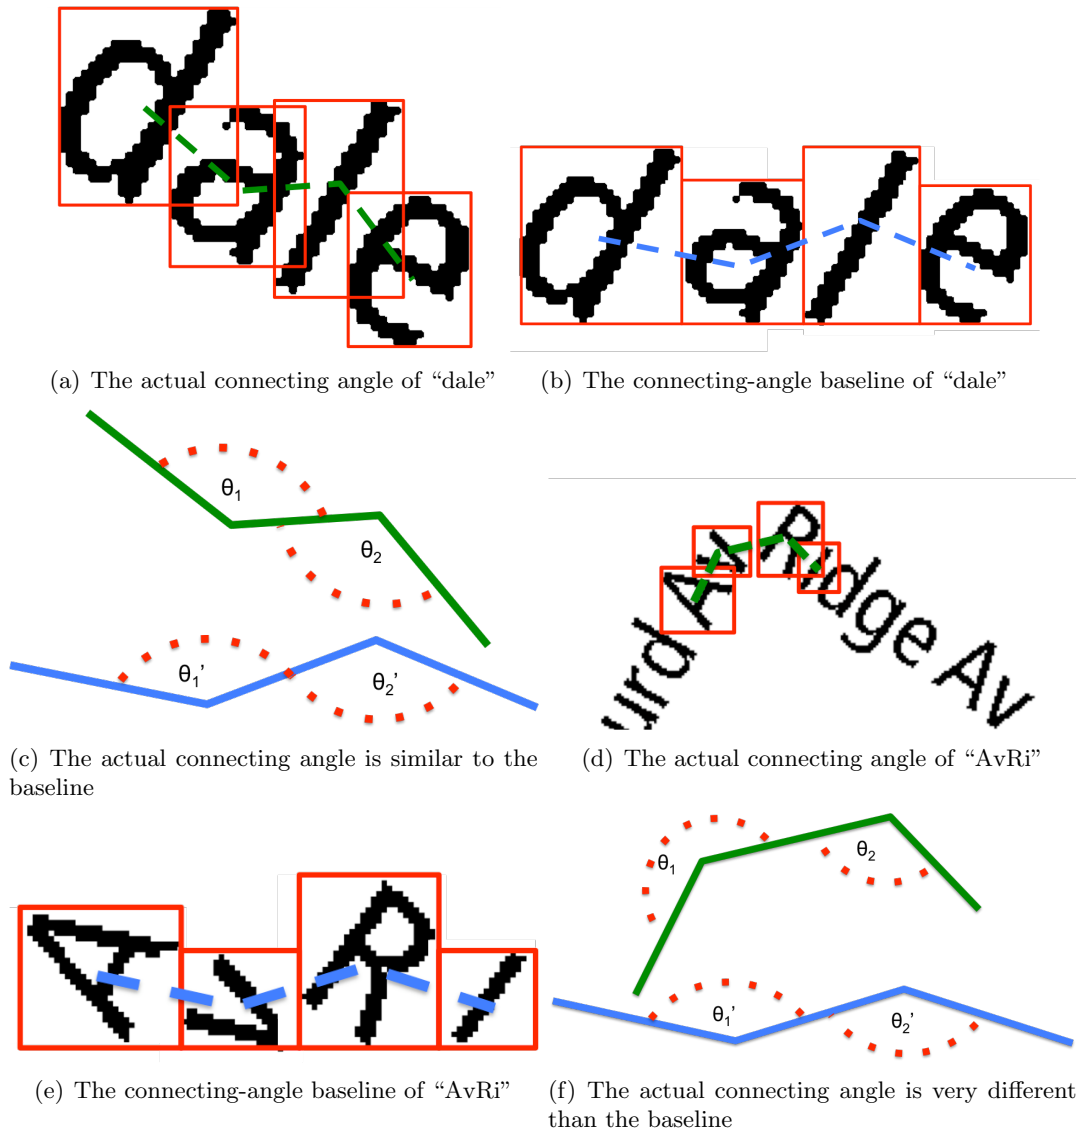 dale
dale
(a) The actual connecting angle of “dale”
(b) The connecting-angle baseline of “dale”
θ1
θ2
θ1’
θ2’
urd Av Ridge Av
(c) The actual connecting angle is similar to the
baseline
(d) The actual connecting angle of “AvRi”
θ1
θ2
θ1’
θ2’
AvRi
(e) The connecting-angle baseline of “AvRi”
(f) The actual connecting angle is very different
than the baseline